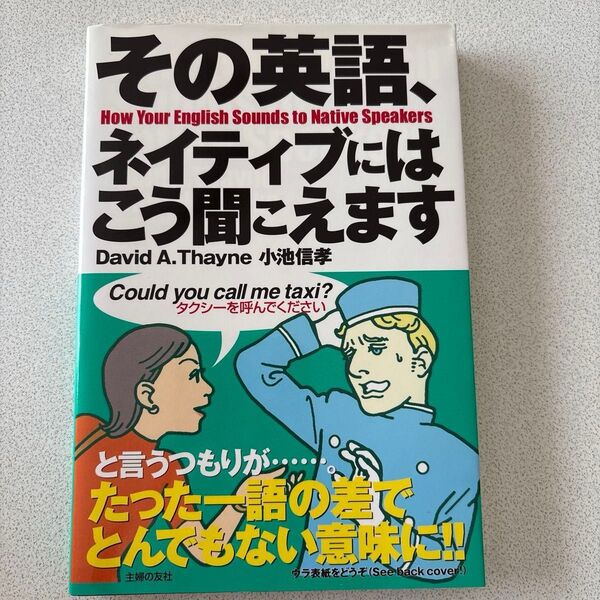 その英語、
How Your English Sounds to Native Speakers
ネイティブには
こう聞こえます
David A.Thayne 小池信孝
Could you call me taxi?
タクシーを呼んでください
と言うつもりが……。
たった一語の差で
とんでもない意味に!!
主婦の友社
ウラ表紙をどうぞ(See back cover!)